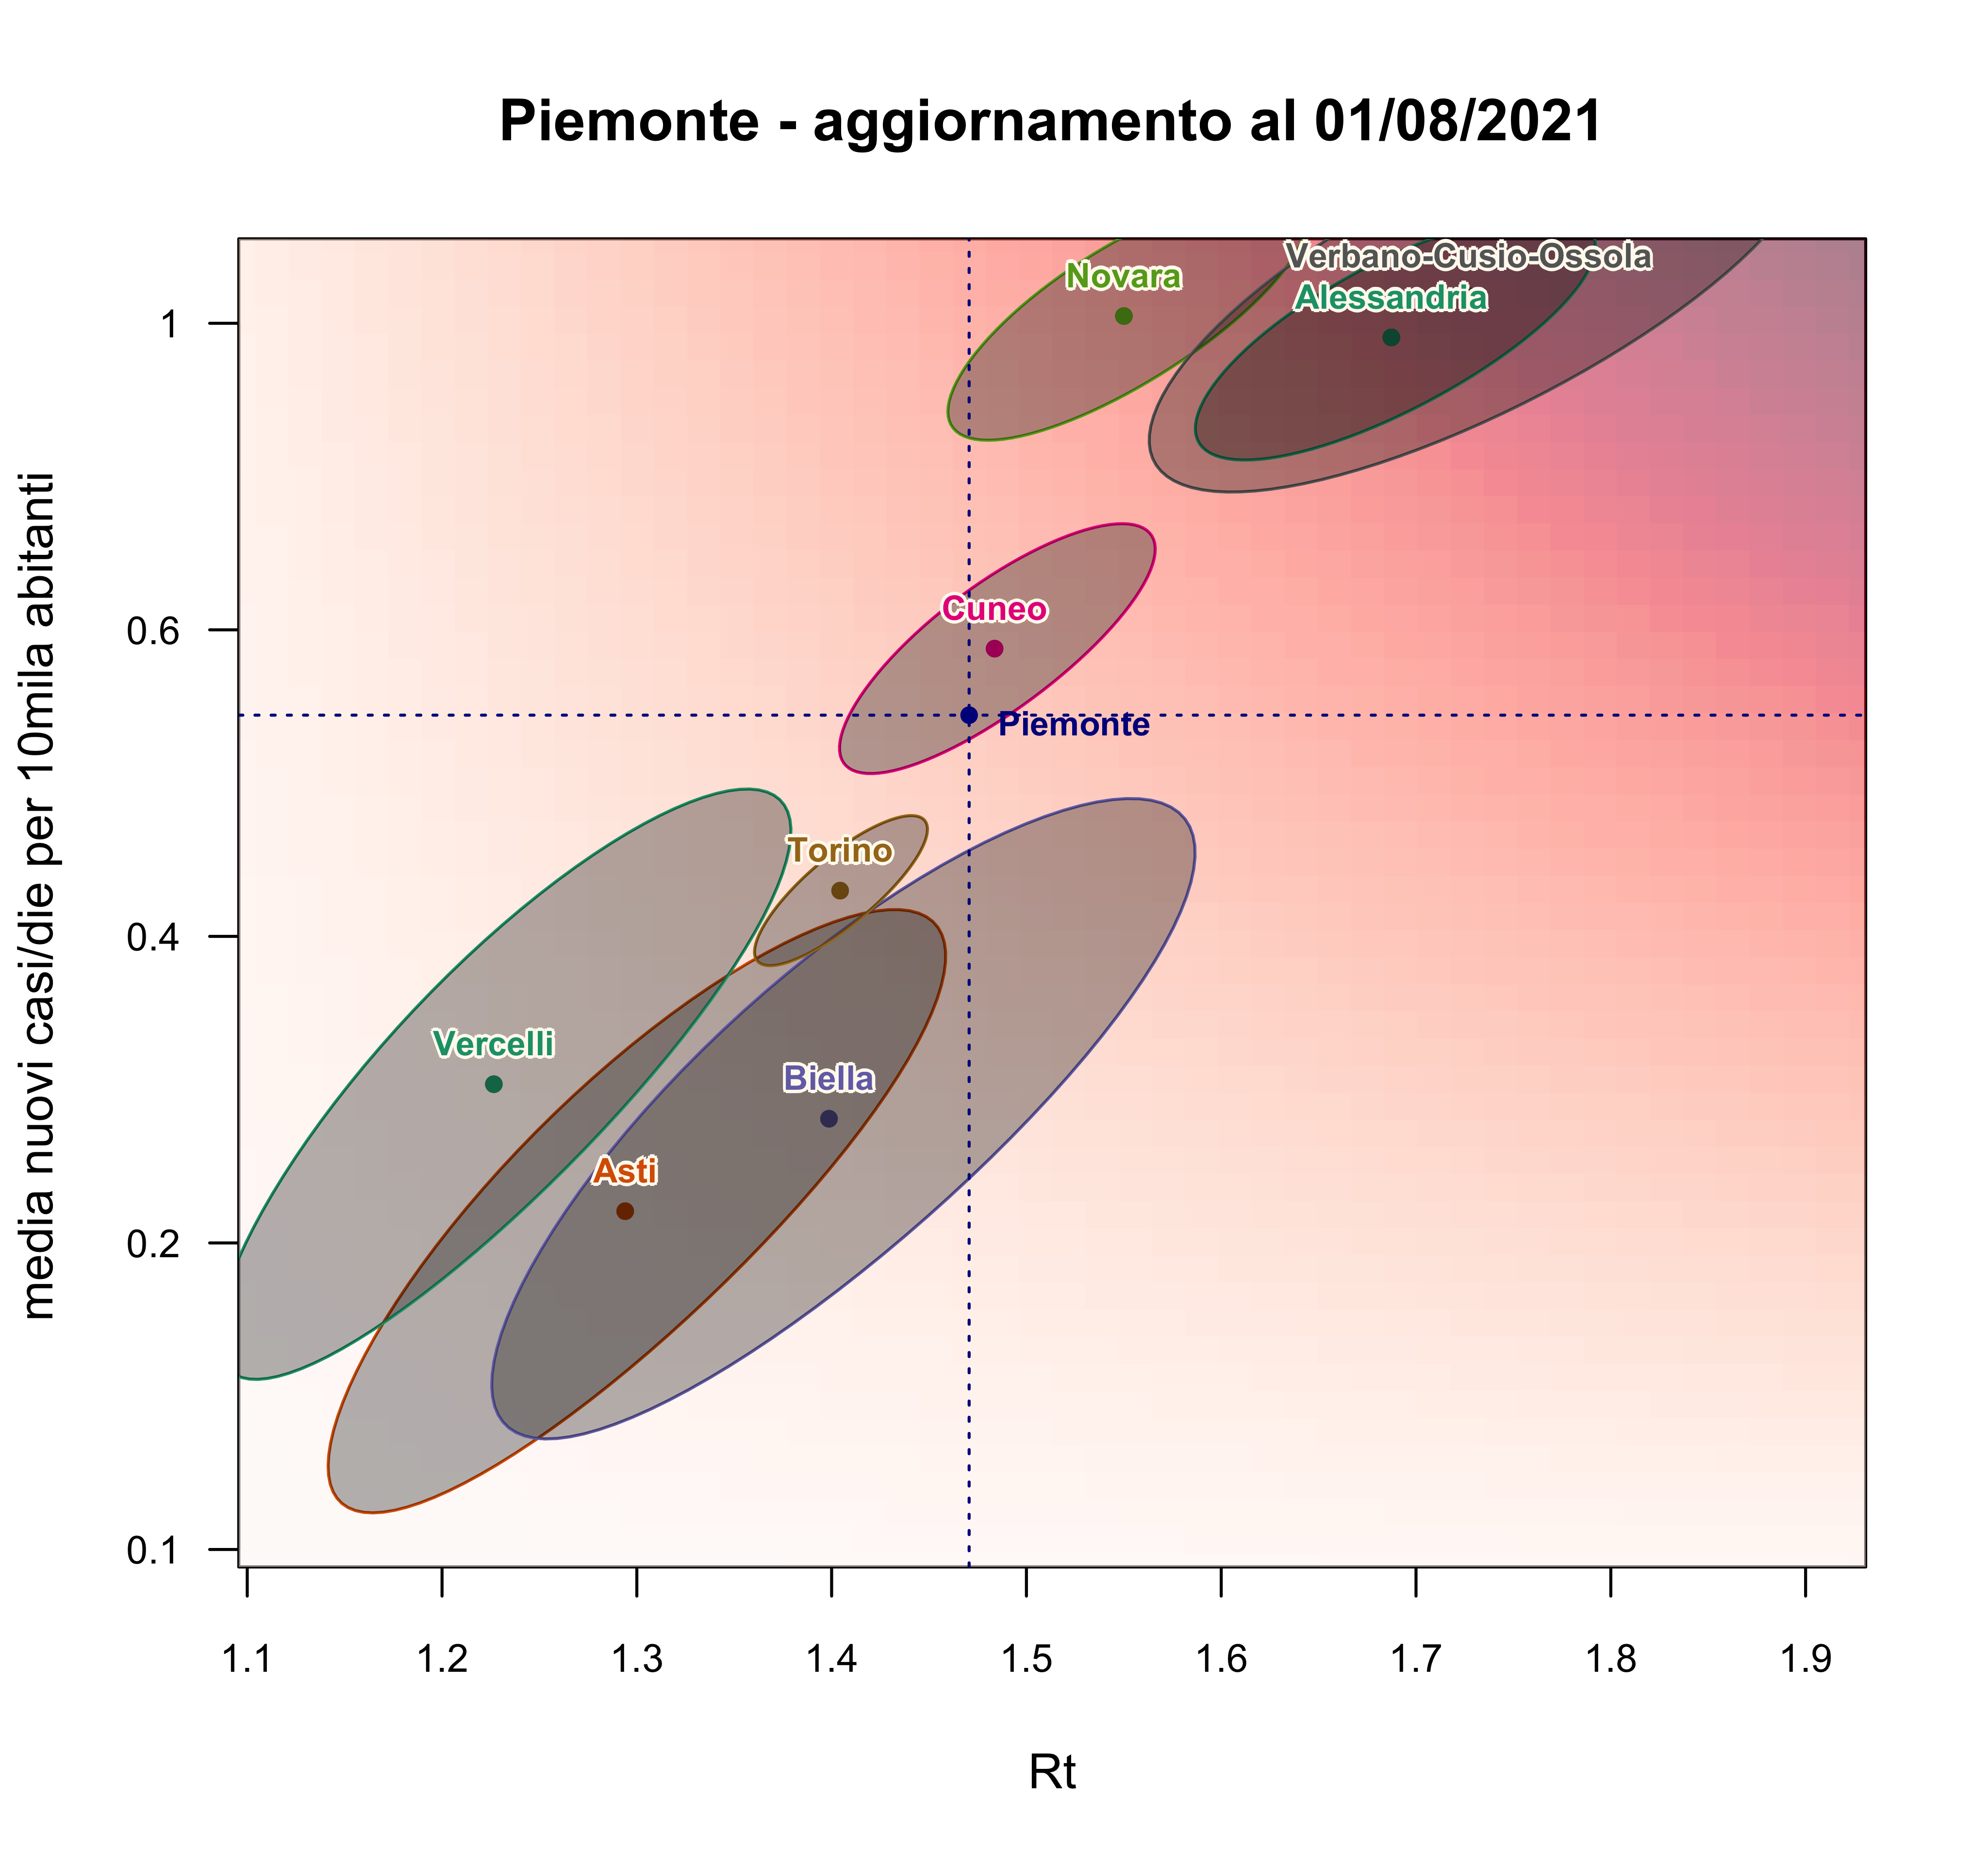 Piemonte - aggiornamento al 01/08/2021
media nuovi casi/die per 10mila abitanti
1
0.6
0.4
0.2
0.1
Novara
Verbano-Cusio-Ossola
Alessandria
Cuneo
Piemonte
Torino
Vercelli
Biella
Asti
1.1 1.2 1.3 1.4 1.5 1.6 1.7 1.8 1.9
Rt